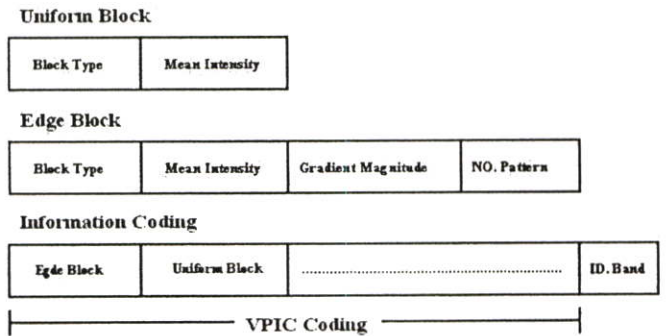 Uniform Block
Block Type Mean Intensity
Edge Block
Block Type Mean Intensity Gradient Magnitude NO. Pattern
Information Coding
Egde Block Uniform Block ........................................................ ID. Band
VPIC Coding